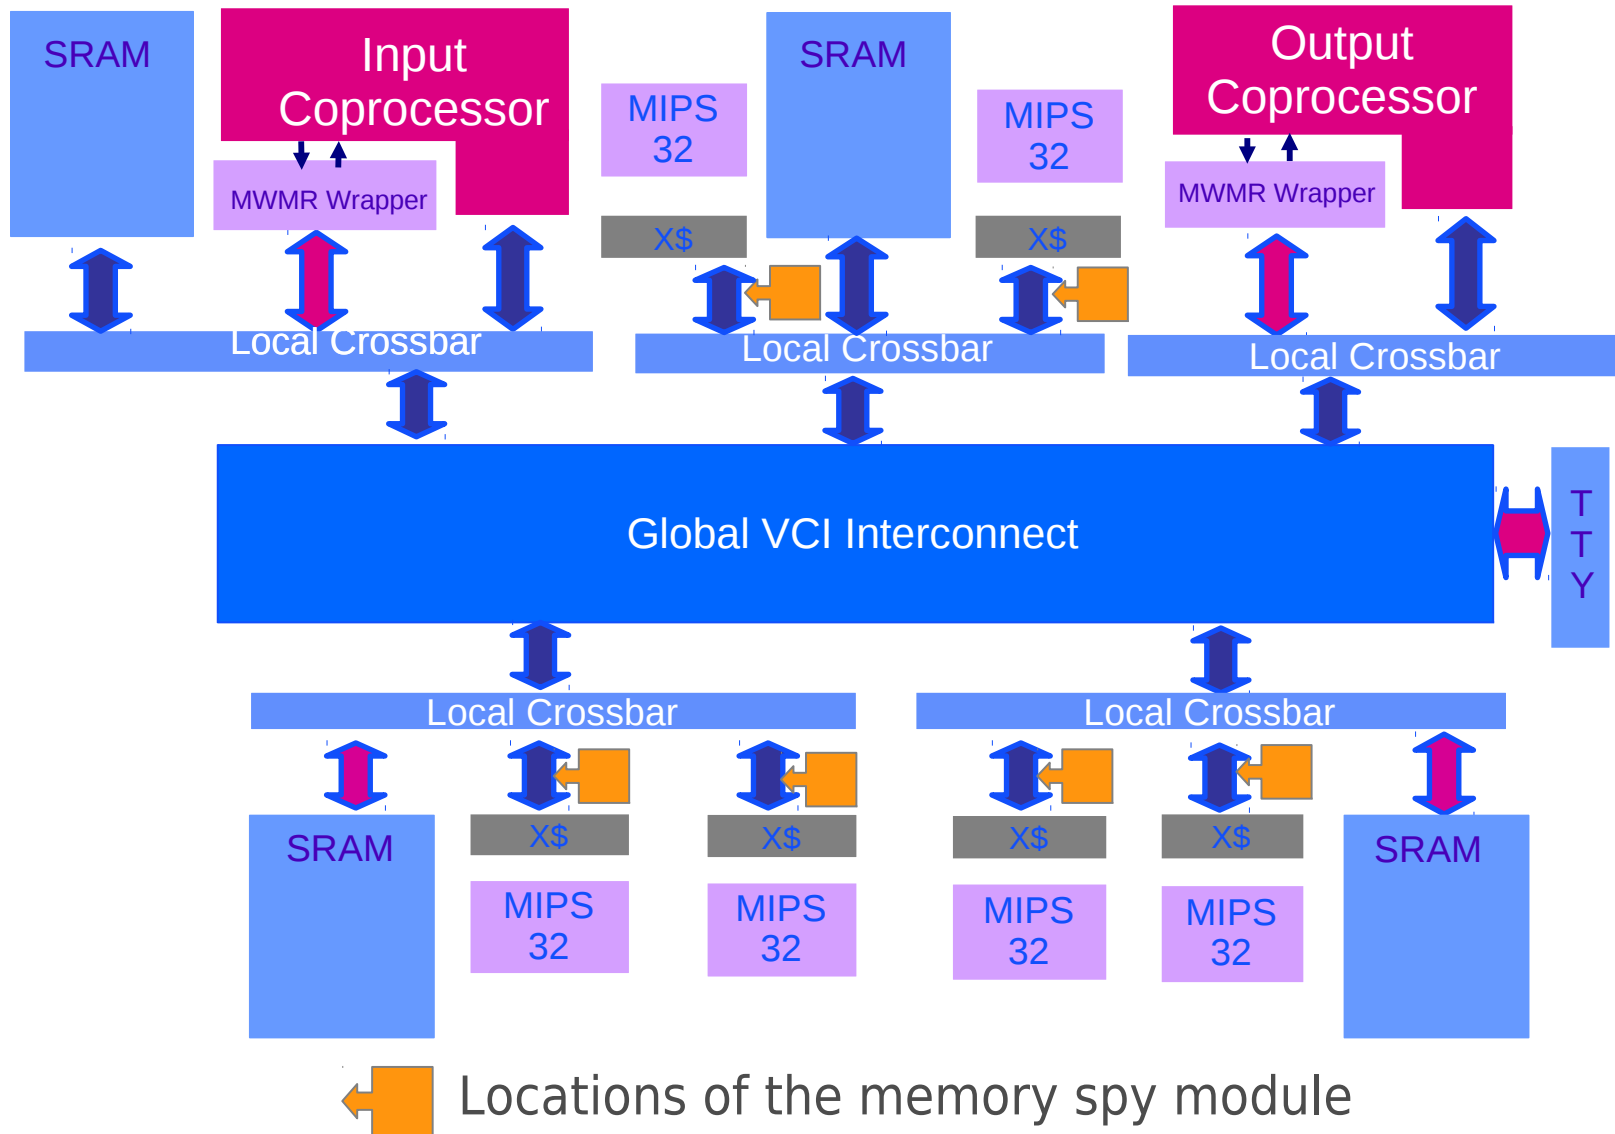 SRAM
Input
Coprocessor
MWMR Wrapper
MIPS
32
X$
SRAM
MIPS
32
X$
Output
Coprocessor
MWMR Wrapper
Local Crossbar
Local Crossbar
Local Crossbar
Global VCI Interconnect
T
T
Y
Local Crossbar
Local Crossbar
SRAM
X$
MIPS
32
X$
MIPS
32
X$
MIPS
32
X$
MIPS
32
SRAM
Locations of the memory spy module